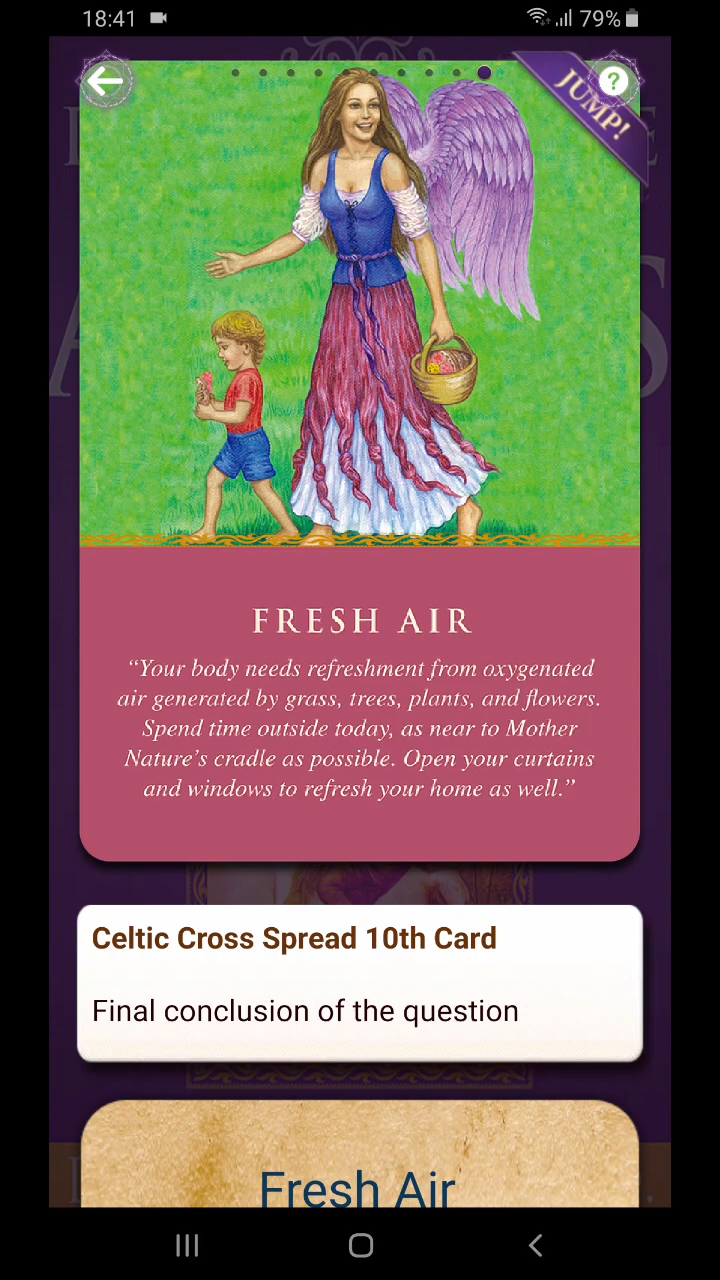 18:41
79%
JUMP!
?
FRESH AIR
“Your body needs refreshment from oxygenated
air generated by grass, trees, plants, and flowers.
Spend time outside today, as near to Mother
Nature’s cradle as possible. Open your curtains
and windows to refresh your home as well.”
Celtic Cross Spread 10th Card
Final conclusion of the question
Fresh Air